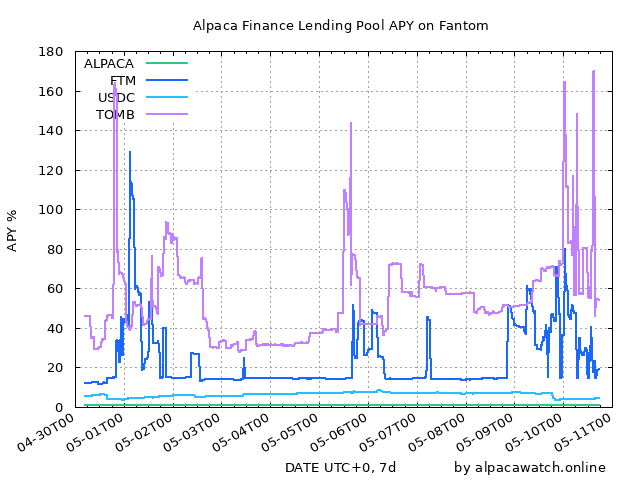 Alpaca Finance Lending Pool APY on Fantom
180
160
140
120
100
80
60
40
20
0
APY %
ALPACA
FTM
USDC
TOMB
04-30T00
05-01T00
05-02T00
05-03T00
05-04T00
05-05T00
05-06T00
05-07T00
05-08T00
05-09T00
05-10T00
05-11T00
DATE UTC+0, 7d
by alpacawatch.online